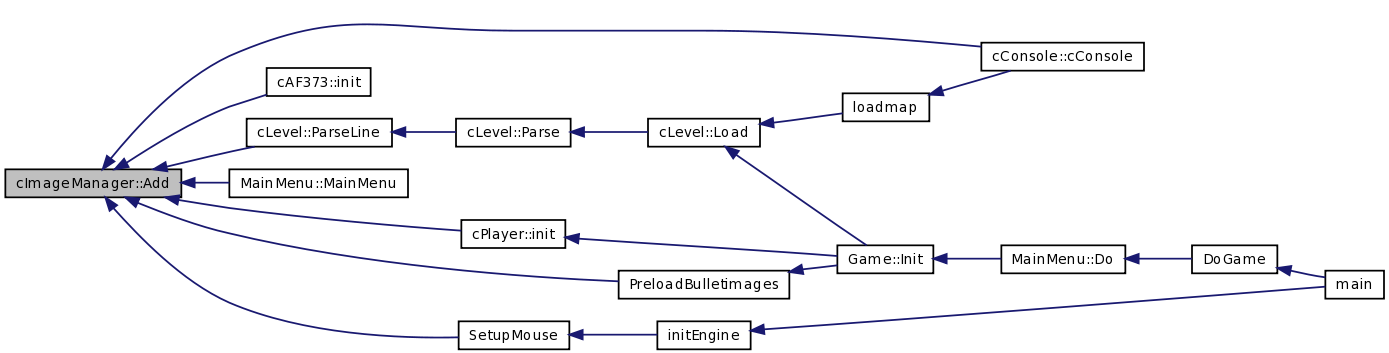 cConsole::cConsole
cAF373::init
loadmap
cLevel::ParseLine
cLevel::Parse
cLevel::Load
cImageManager::Add
MainMenu::MainMenu
cPlayer::init
Game::Init
MainMenu::Do
DoGame
PreloadBulletimages
main
SetupMouse
initEngine